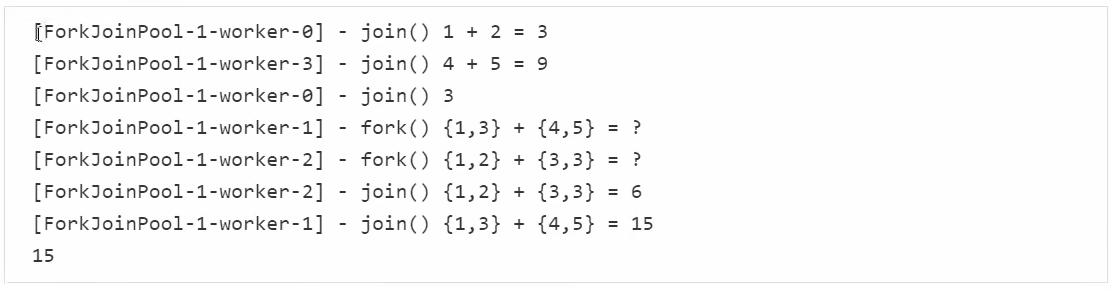 [ForkJoinPool-1-worker-0] - join() 1 + 2 = 3
[ForkJoinPool-1-worker-3] - join() 4 + 5 = 9
[ForkJoinPool-1-worker-0] - join() 3
[ForkJoinPool-1-worker-1] - fork() {1,3} + {4,5} = ?
[ForkJoinPool-1-worker-2] - fork() {1,2} + {3,3} = ?
[ForkJoinPool-1-worker-2] - join() {1,2} + {3,3} = 6
[ForkJoinPool-1-worker-1] - join() {1,3} + {4,5} = 15
15